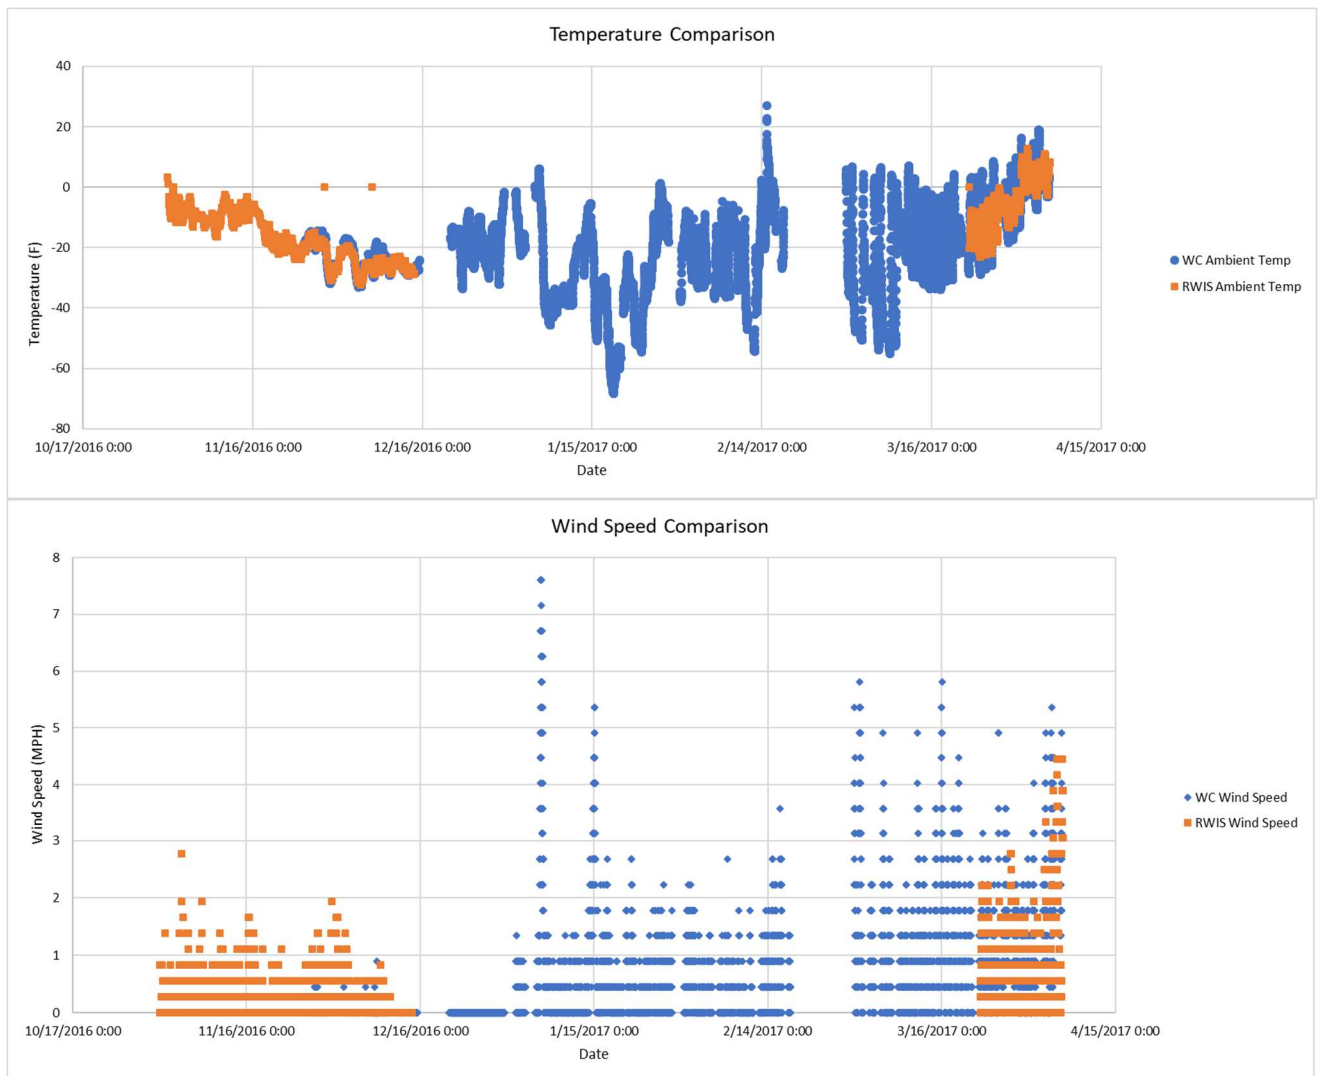 Temperature Comparison
40
20
0
-20
-40
-60
-80
Temperature (F)
10/17/2016 0:00 11/16/2016 0:00 12/16/2016 0:00 1/15/2017 0:00 2/14/2017 0:00 3/16/2017 0:00 4/15/2017 0:00
Date
WC Ambient Temp
RWIS Ambient Temp
Wind Speed Comparison
8
7
6
5
4
3
2
1
0
Wind Speed (MPH)
10/17/2016 0:00 11/16/2016 0:00 12/16/2016 0:00 1/15/2017 0:00 2/14/2017 0:00 3/16/2017 0:00 4/15/2017 0:00
Date
WC Wind Speed
RWIS Wind Speed